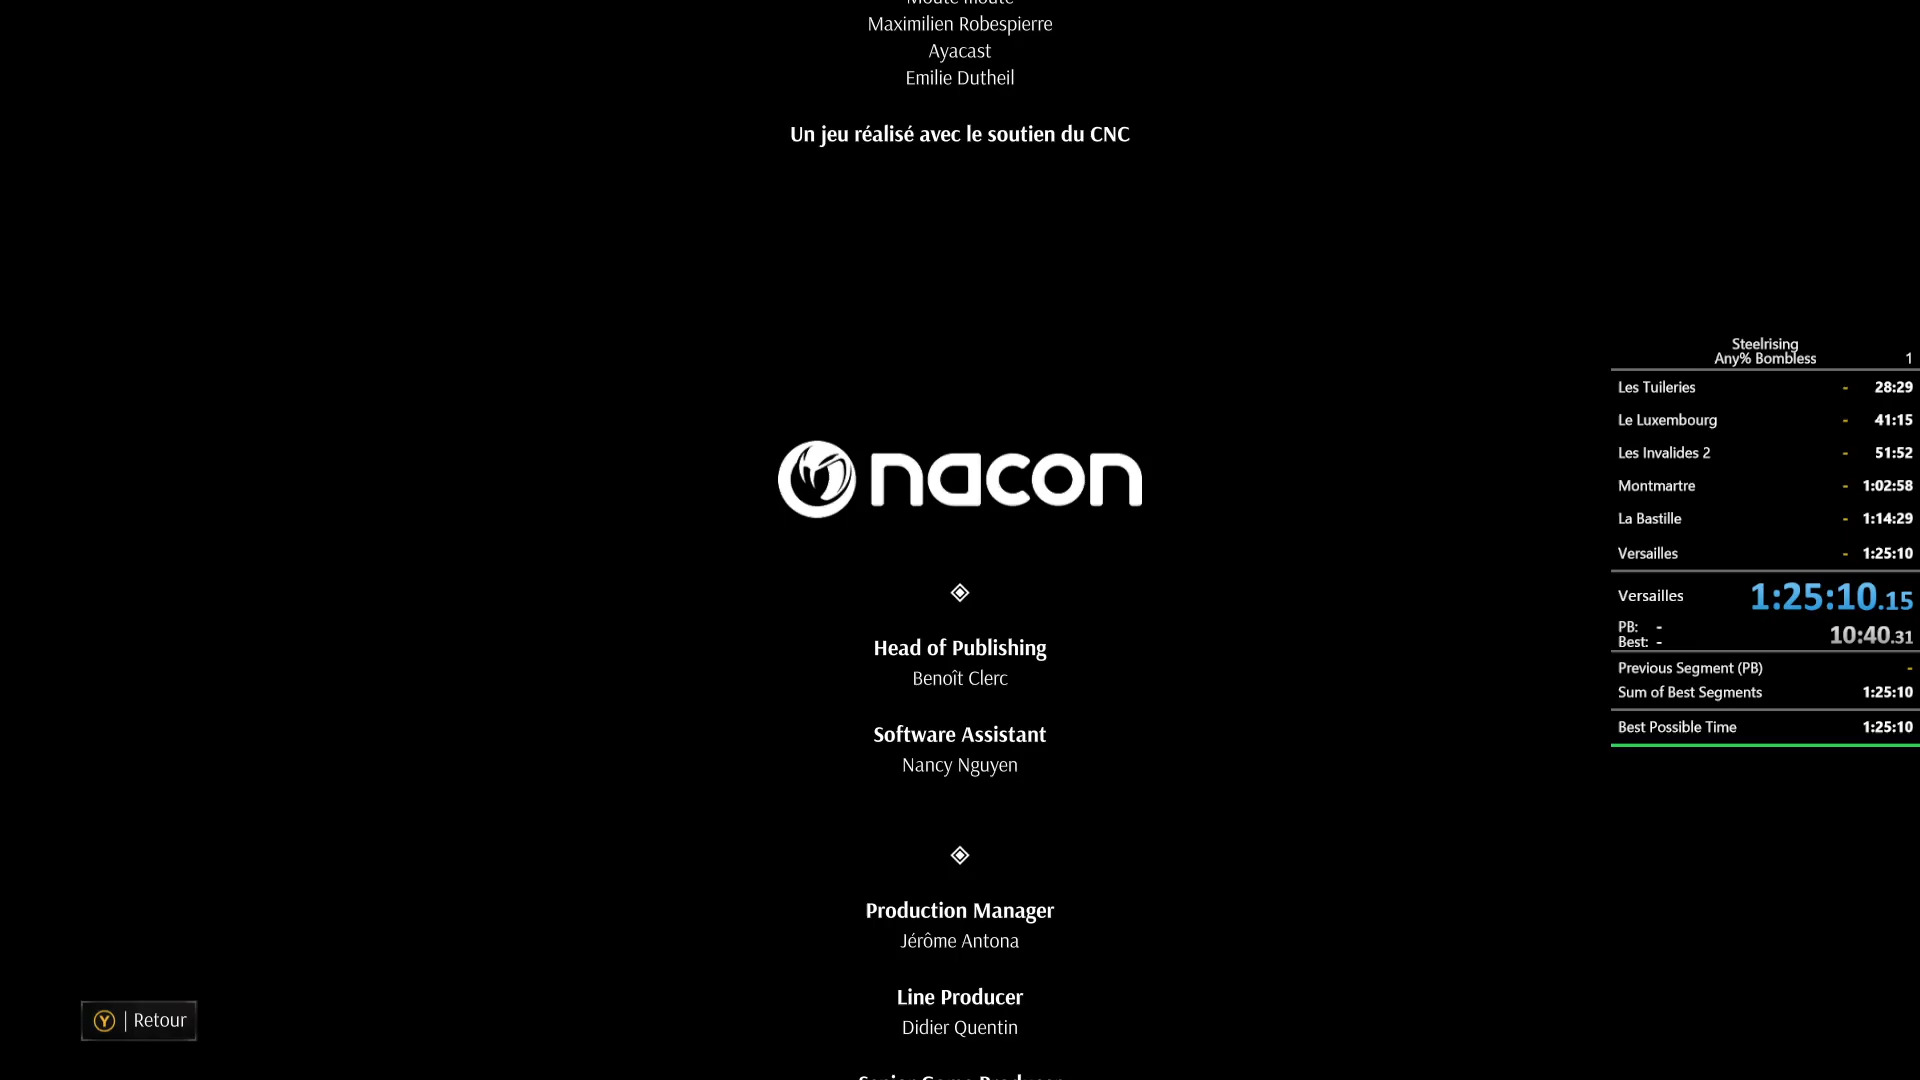 Maximilien Robespierre
Ayacast
Emilie Dutheil
Un jeu réalisé avec le soutien du CNC
nacon
Head of Publishing
Benoît Clerc
Software Assistant
Nancy Nguyen
Production Manager
Jérôme Antona
Line Producer
Didier Quentin
Y | Retour
Steelrising
Any% Bombless 1
Les Tuileries - 28:29
Le Luxembourg - 41:15
Les Invalides 2 - 51:52
Montmartre - 1:02:58
La Bastille - 1:14:29
Versailles - 1:25:10
Versailles 1:25:10.15
PB: -
Best: - 10:40.31
Previous Segment (PB) -
Sum of Best Segments 1:25:10
Best Possible Time 1:25:10